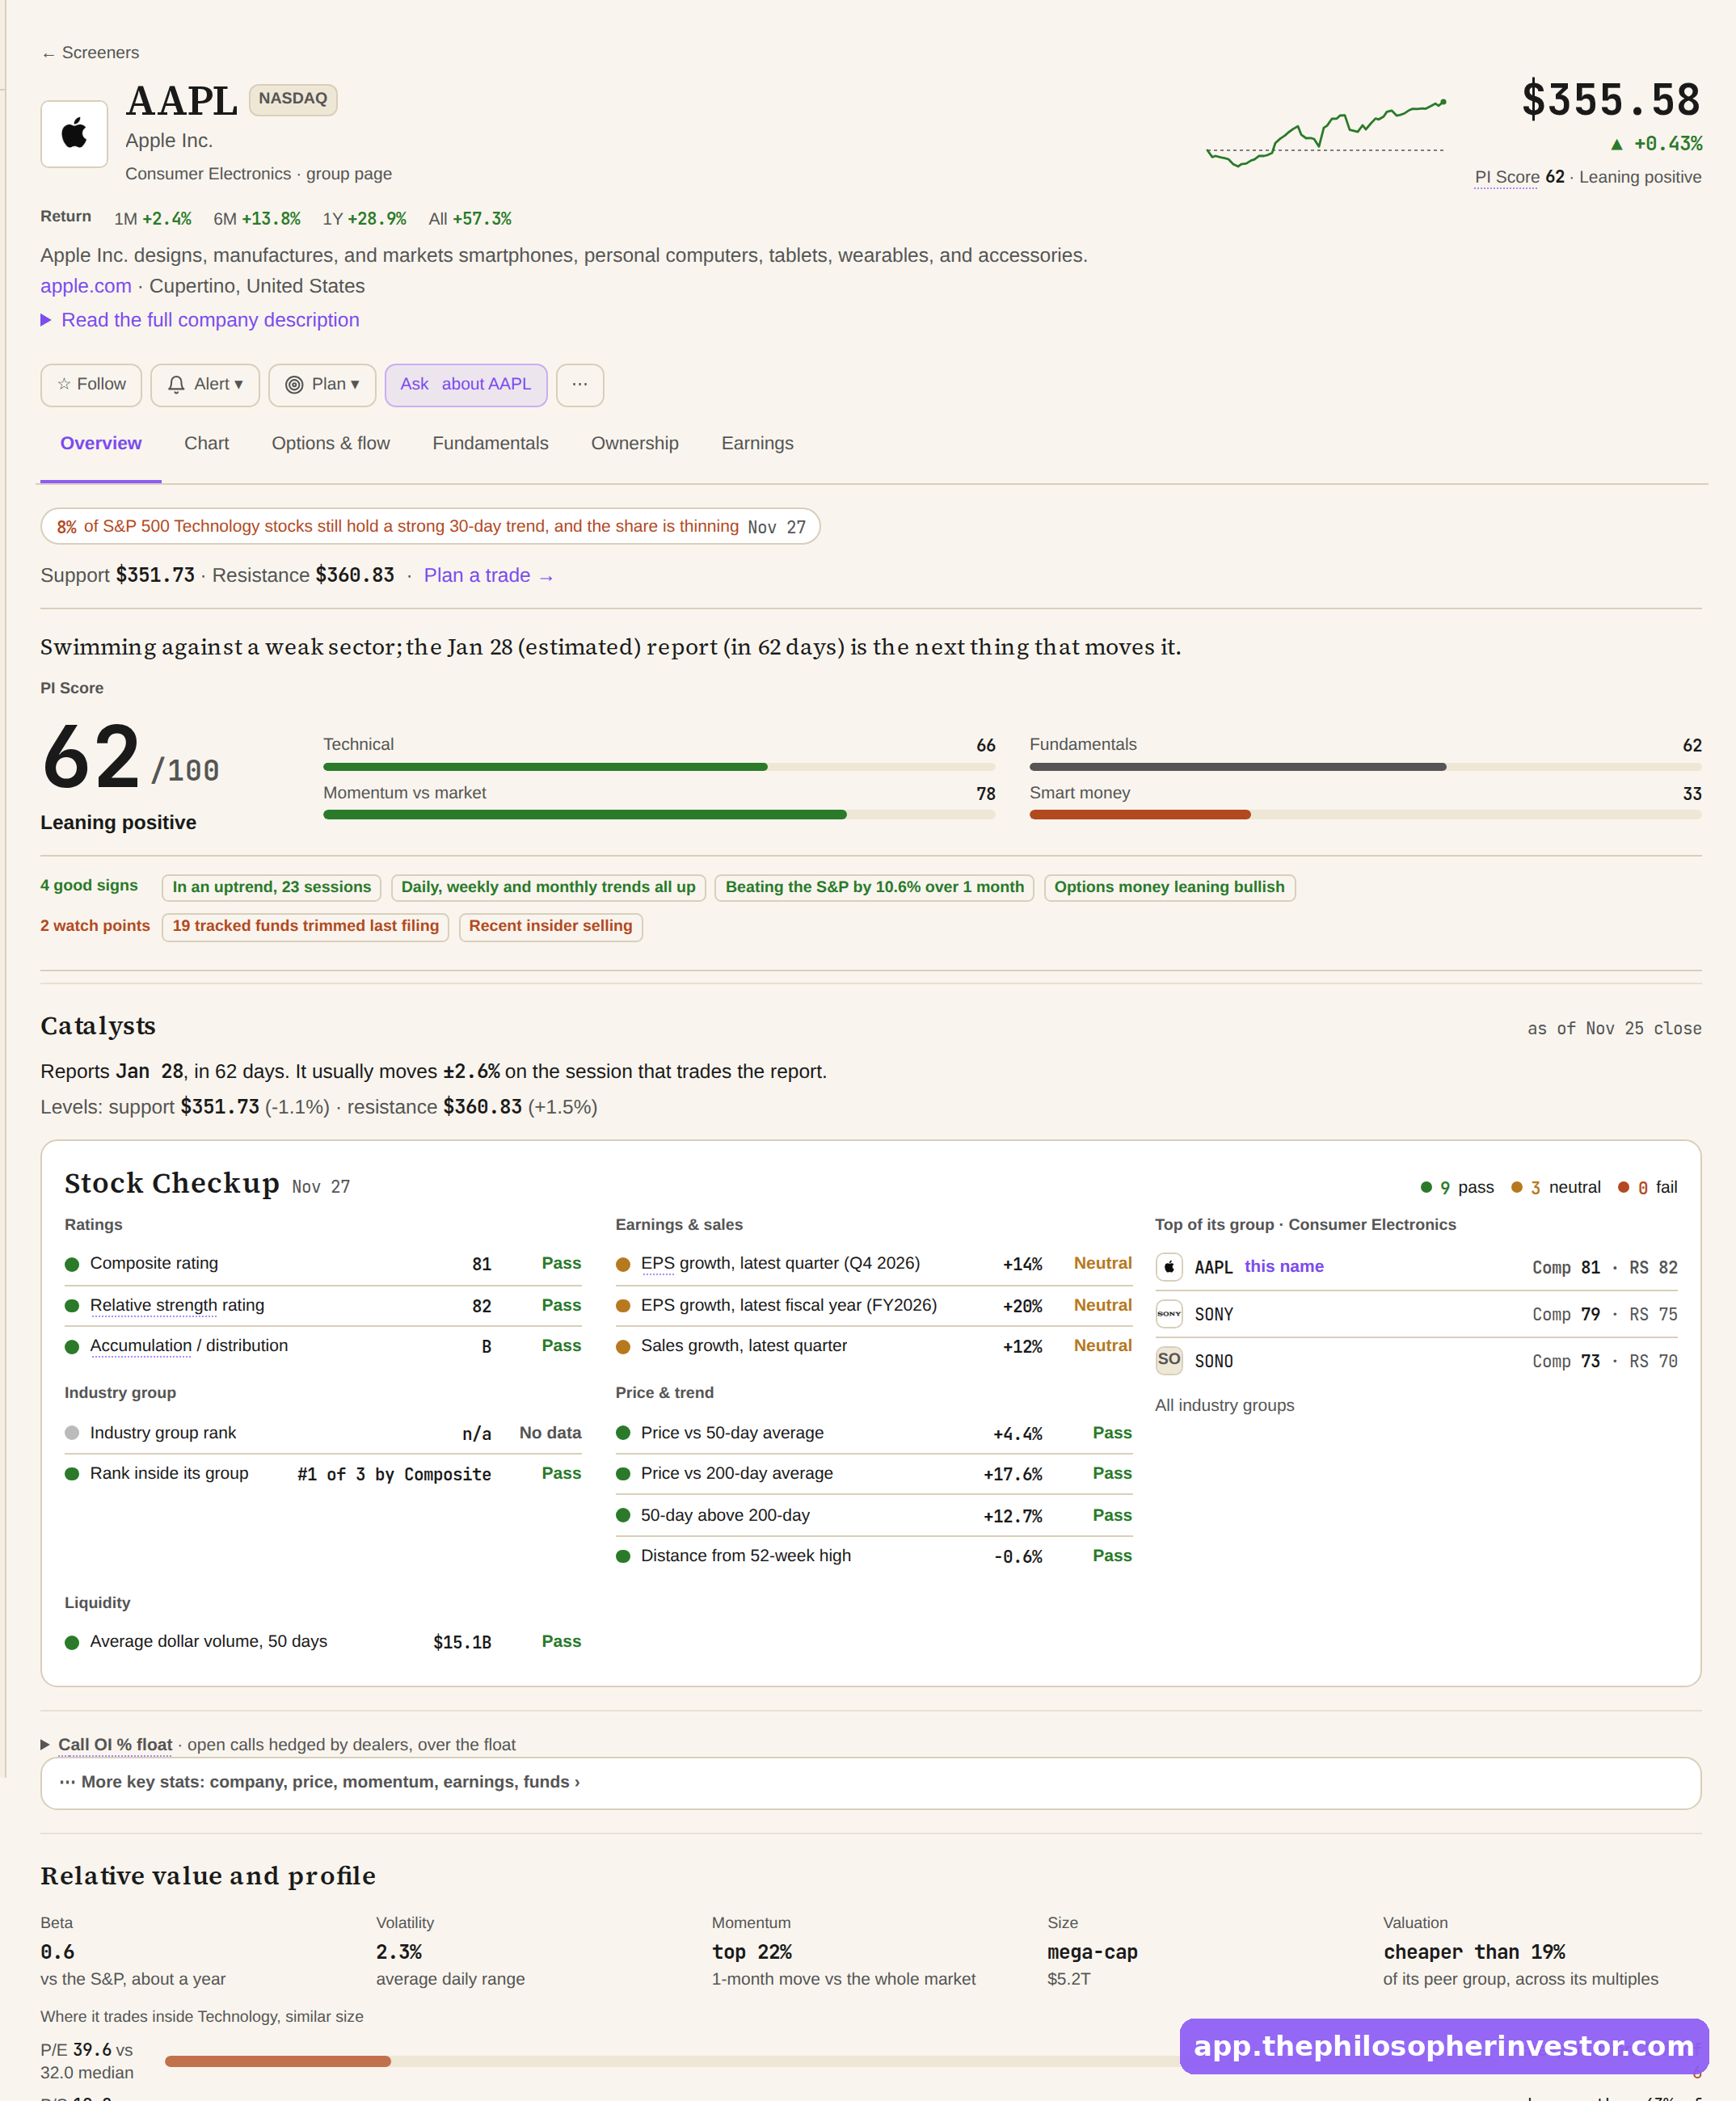 ← Screeners
AAPL NASDAQ
Apple Inc.
Consumer Electronics · group page
$355.58
▲ +0.43%
PI Score 62 · Leaning positive
Return 1M +2.4% 6M +13.8% 1Y +28.9% All +57.3%
Apple Inc. designs, manufactures, and markets smartphones, personal computers, tablets, wearables, and accessories.
apple.com · Cupertino, United States
▶ Read the full company description
☆ Follow Alert ▾ Plan ▾ Ask about AAPL ···
Overview Chart Options & flow Fundamentals Ownership Earnings
8% of S&P 500 Technology stocks still hold a strong 30-day trend, and the share is thinning Nov 27
Support $351.73 · Resistance $360.83 · Plan a trade →
Swimming against a weak sector; the Jan 28 (estimated) report (in 62 days) is the next thing that moves it.
PI Score
62 /100
Leaning positive
Technical 66
Momentum vs market 78
Fundamentals 62
Smart money 33
4 good signs In an uptrend, 23 sessions Daily, weekly and monthly trends all up Beating the S&P by 10.6% over 1 month Options money leaning bullish
2 watch points 19 tracked funds trimmed last filing Recent insider selling
Catalysts as of Nov 25 close
Reports Jan 28, in 62 days. It usually moves ±2.6% on the session that trades the report.
Levels: support $351.73 (-1.1%) · resistance $360.83 (+1.5%)
Stock Checkup Nov 27
9 pass 3 neutral 0 fail
Ratings
Composite rating 81 Pass
Relative strength rating 82 Pass
Accumulation / distribution B Pass
Industry group
Industry group rank n/a No data
Rank inside its group #1 of 3 by Composite Pass
Liquidity
Average dollar volume, 50 days $15.1B Pass
Earnings & sales
EPS growth, latest quarter (Q4 2026) +14% Neutral
EPS growth, latest fiscal year (FY2026) +20% Neutral
Sales growth, latest quarter +12% Neutral
Price & trend
Price vs 50-day average +4.4% Pass
Price vs 200-day average +17.6% Pass
50-day above 200-day +12.7% Pass
Distance from 52-week high -0.6% Pass
Top of its group · Consumer Electronics
AAPL this name Comp 81 · RS 82
SONY SONY Comp 79 · RS 75
SO SONO Comp 73 · RS 70
All industry groups
▶ Call OI % float · open calls hedged by dealers, over the float
··· More key stats: company, price, momentum, earnings, funds ›
Relative value and profile
Beta
0.6
vs the S&P, about a year
Volatility
2.3%
average daily range
Momentum
top 22%
1-month move vs the whole market
Size
mega-cap
$5.2T
Valuation
cheaper than 19%
of its peer group, across its multiples
Where it trades inside Technology, similar size
P/E 39.6 vs
32.0 median
app.thephilosopherinvestor.com